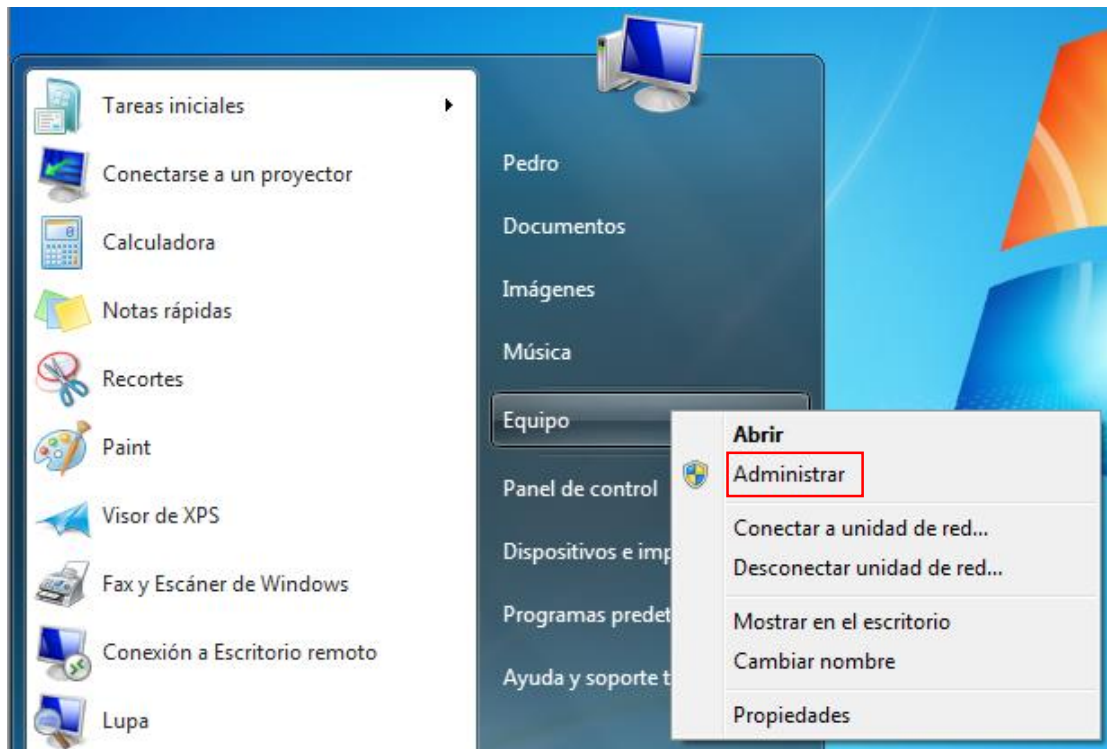 Tareas iniciales
Conectarse a un proyector
Calculadora
Notas rápidas
Recortes
Paint
Visor de XPS
Fax y Escáner de Windows
Conexión a Escritorio remoto
Lupa
Pedro
Documentos
Imágenes
Música
Equipo
Panel de control
Dispositivos e imp
Programas predet
Ayuda y soporte t
Abrir
Administrar
Conectar a unidad de red...
Desconectar unidad de red...
Mostrar en el escritorio
Cambiar nombre
Propiedades